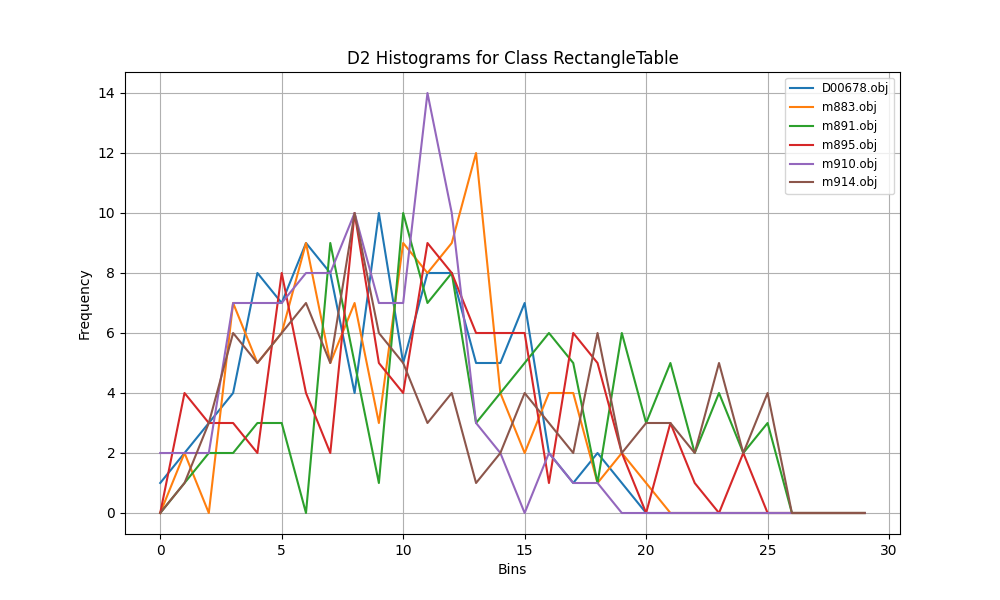 D2 Histograms for Class RectangleTable
D00678.obj
m883.obj
m891.obj
m895.obj
m910.obj
m914.obj
Frequency
14
12
10
8
6
4
2
0
0 5 10 15 20 25 30
Bins